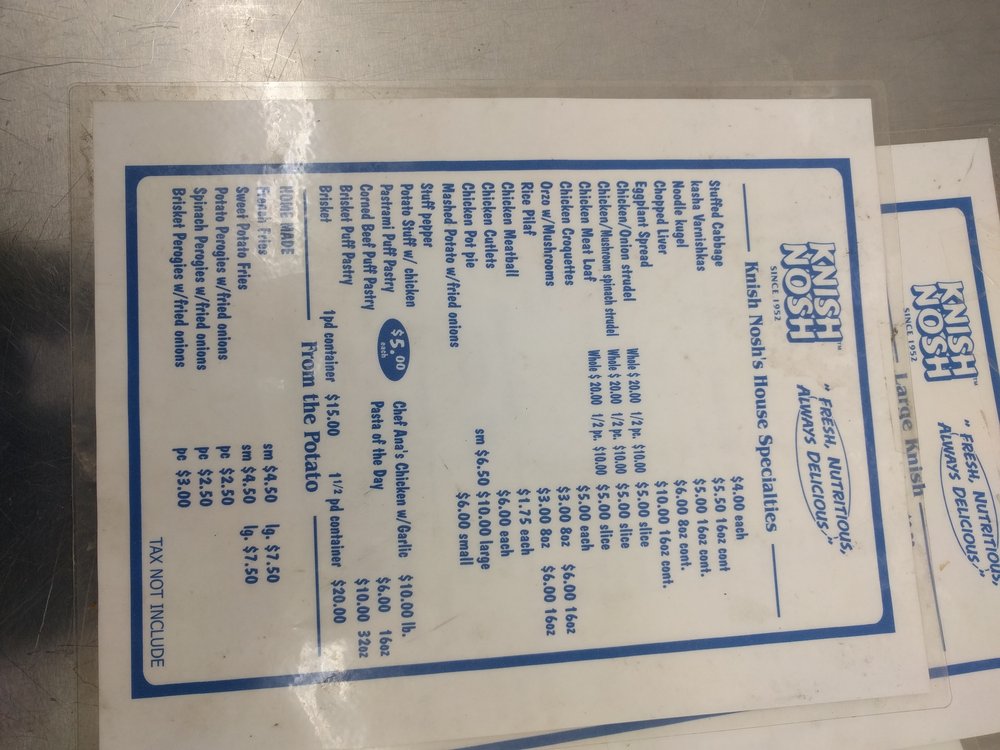 KNISH NOSH™
SINCE 1952
" FRESH, NUTRITIOUS,
ALWAYS DELICIOUS"
Knish Nosh's House Specialties
Stuffed Cabbage $4.00 each
kasha Varnishkas $5.50 16oz cont
Noodle kugel $5.00 16oz cont.
Chopped Liver $6.00 8oz cont.
Eggplant Spread $10.00 16oz cont.
Chicken/Onion strudel Whole $ 20.00 1/2 pc. $10.00 $5.00 slice
Chicken/Mushroom spinach strudel Whole $ 20.00 1/2 pc. $10.00 $5.00 slice
Chicken Meat Loaf Whole $ 20.00 1/2 pc. $10.00 $5.00 slice
Chicken Croquettes $5.00 each
Orzo w/Mushrooms $3.00 8oz $6.00 16oz
Rice Pilaf $3.00 8oz $6.00 16oz
Chicken Meatball $1.75 each
Chicken Cutlets $6.00 each
Chicken Pot pie sm $6.50 $10.00 large
Mashed Potato w/fried onions $6.00 small
Stuff pepper
Potato Stuff w/ chicken Chef Ana's Chicken w/Garlic $10.00 lb.
Pastrami Puff Pastry $5.00 each Pasta of the Day $6.00 16oz
Corned Beef Puff Pastry $10.00 32oz
Brisket Puff Pastry
Brisket 1pd container $15.00 1 1/2 pd container $20.00
From the Potato
HOME MADE
French Fries sm $4.50 lg. $7.50
Sweet Potato Fries sm $4.50 lg. $7.50
Potato Perogies w/fried onions pc $2.50
Spinach Perogies w/fried onions pc $2.50
Brisket Perogies w/fried onions pc $3.00
TAX NOT INCLUDE
KNISH NOSH™
SINCE 1952
" FRESH, NUTRITIOUS,
ALWAYS DELICIOUS"
Large Knish